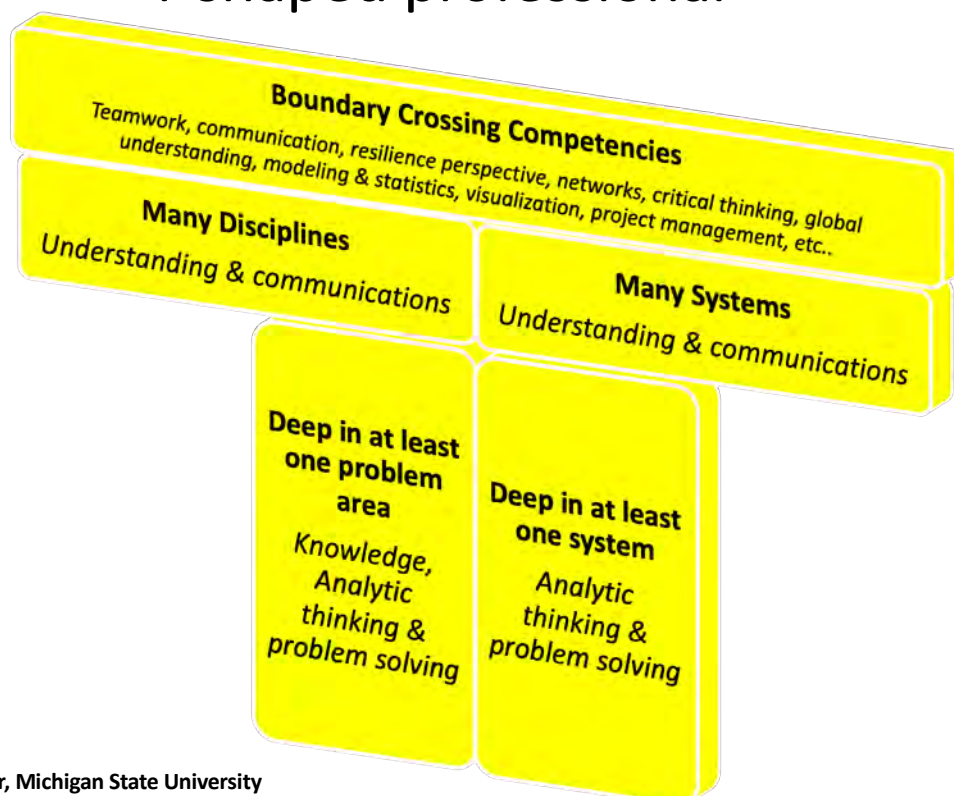 shaped professional
Boundary Crossing Competencies
Teamwork, communication, resilience perspective, networks, critical thinking, global
understanding, modeling & statistics, visualization, project management, etc..
Many Disciplines
Understanding & communications
Many Systems
Understanding & communications
Deep in at least
one problem
area
Knowledge,
Analytic
thinking &
problem solving
Deep in at least
one system
Analytic
thinking &
problem solving
, Michigan State University